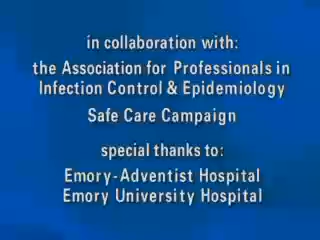 in collaboration with:
the Association for Professionals in
Infection Control & Epidemiology
Safe Care Campaign
special thanks to:
Emory-Adventist Hospital
Emory University Hospital